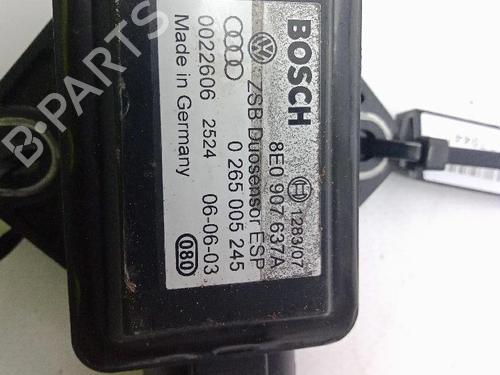 BOSCH
1283/07
8E0 907 637A
ZSB Duosensor ESP
0 265 005 245
0022606 2524 06-06-03
Made in Germany
080
B-Parts